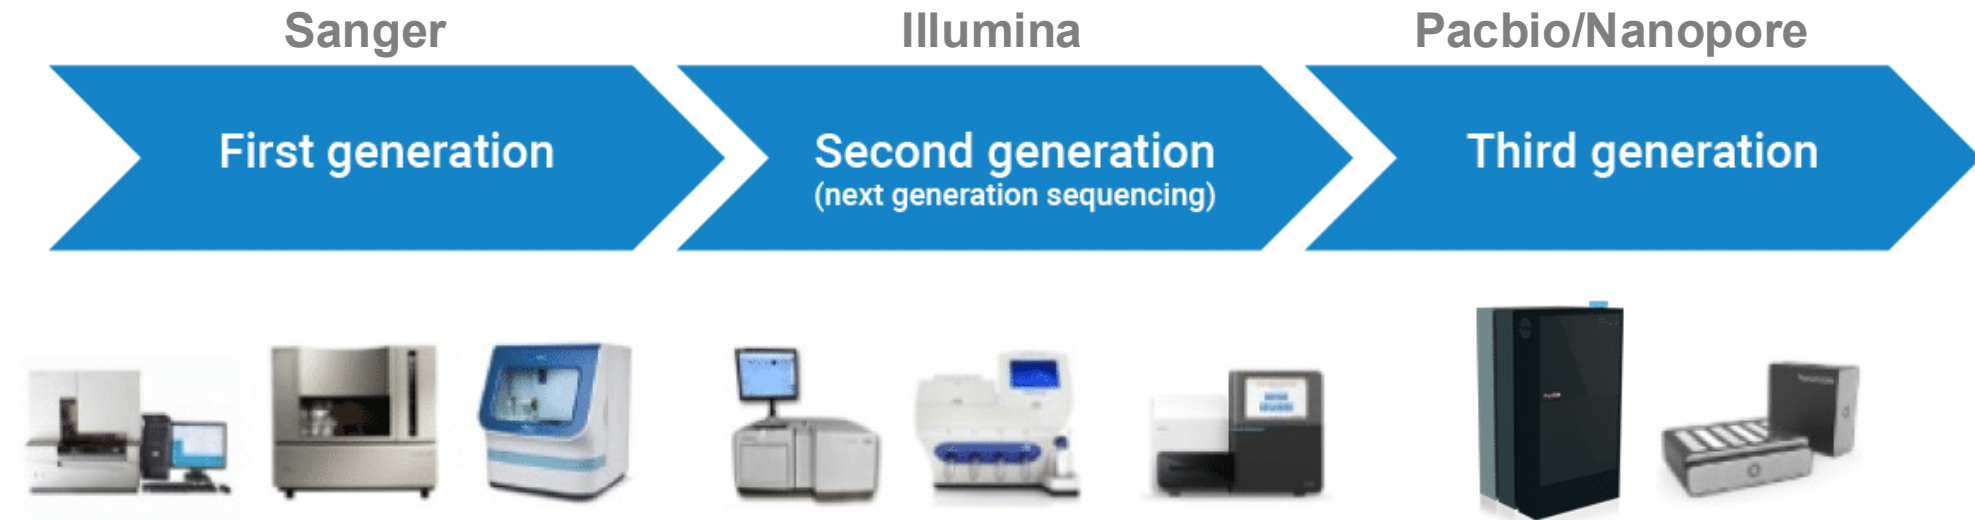 Sanger
Illumina
Pacbio/Nanopore
First generation
Second generation
(next generation sequencing)
Third generation